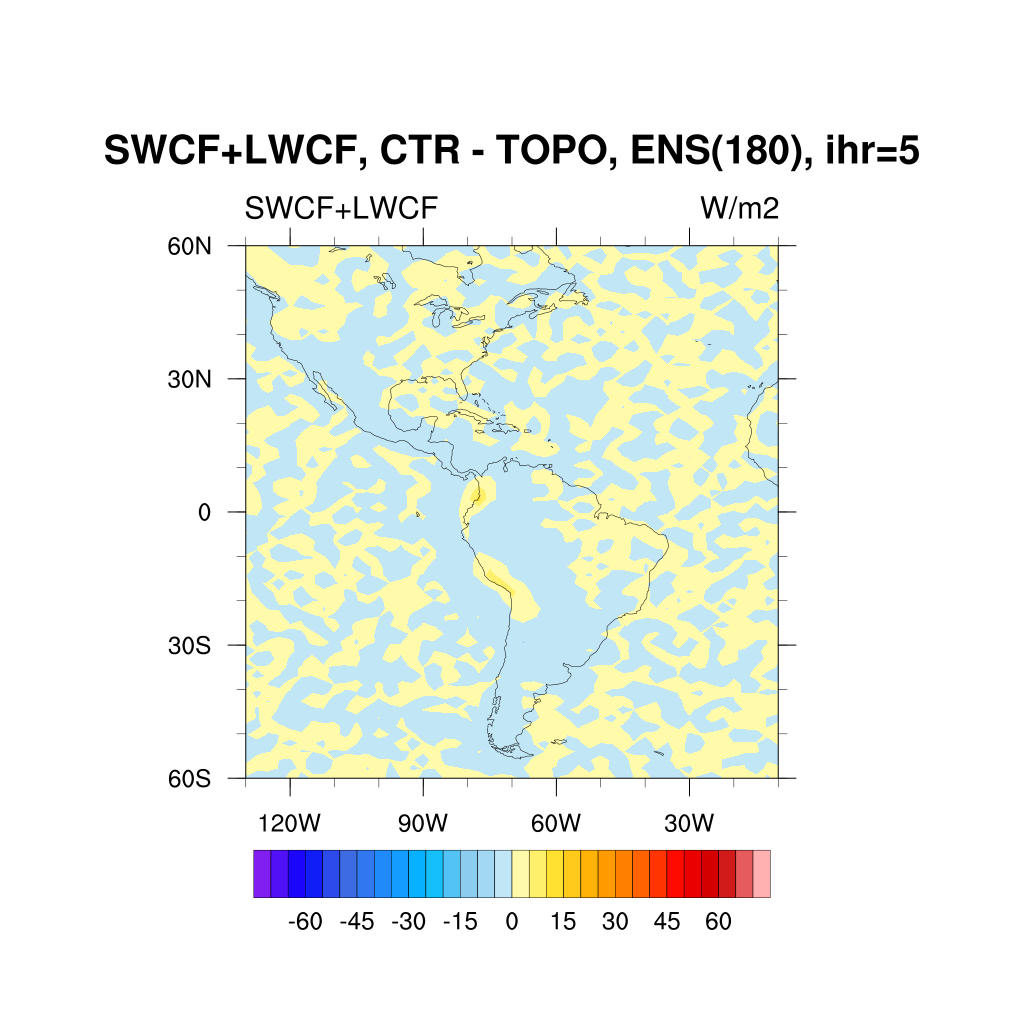 SWCF+LWCF, CTR - TOPO, ENS(180), ihr=5
SWCF+LWCF W/m2
60N
30N
0
30S
60S
120W 90W 60W 30W
-60 -45 -30 -15 0 15 30 45 60